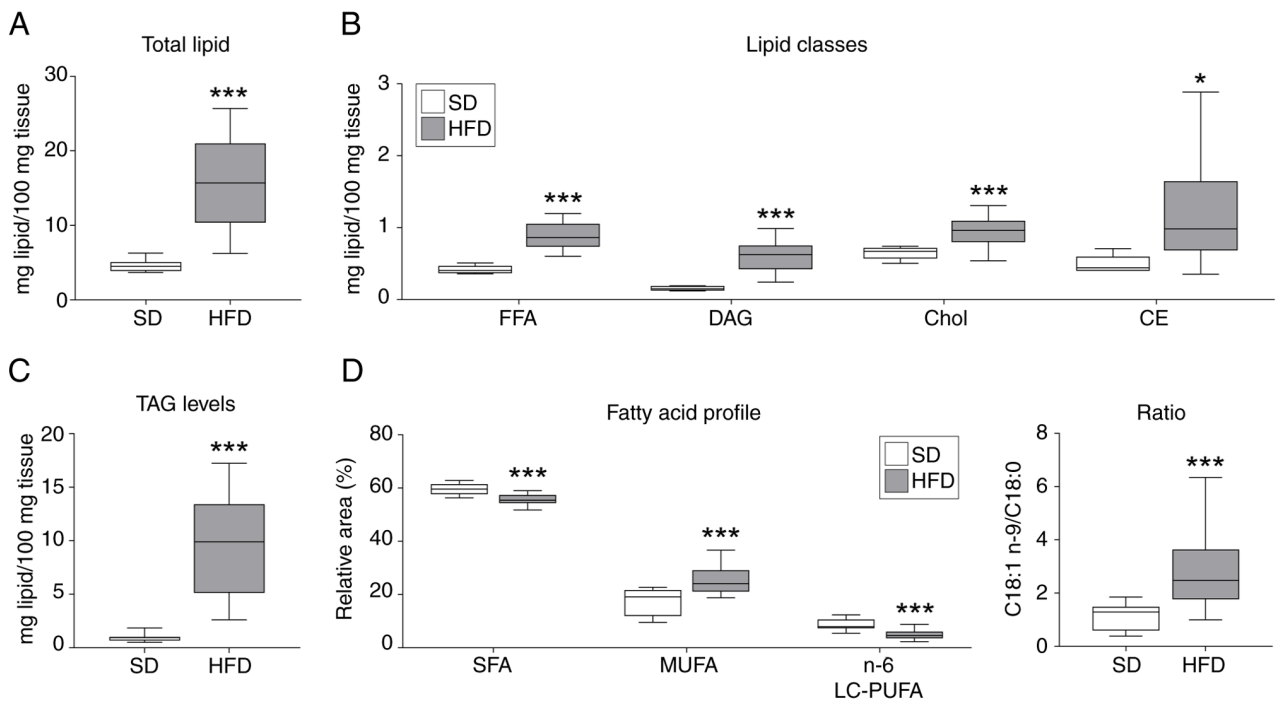 A
Total lipid
mg lipid/100 mg tissue
30
20
10
0
***
SD
HFD
B
Lipid classes
mg lipid/100 mg tissue
3
2
1
0
SD
HFD
***
***
***
*
FFA
DAG
Chol
CE
C
TAG levels
mg lipid/100 mg tissue
20
15
10
5
0
***
SD
HFD
D
Fatty acid profile
Relative area (%)
80
60
40
20
0
SD
HFD
***
***
***
SFA
MUFA
n-6
LC-PUFA
Ratio
C18:1 n-9/C18:0
8
6
4
2
0
***
SD
HFD